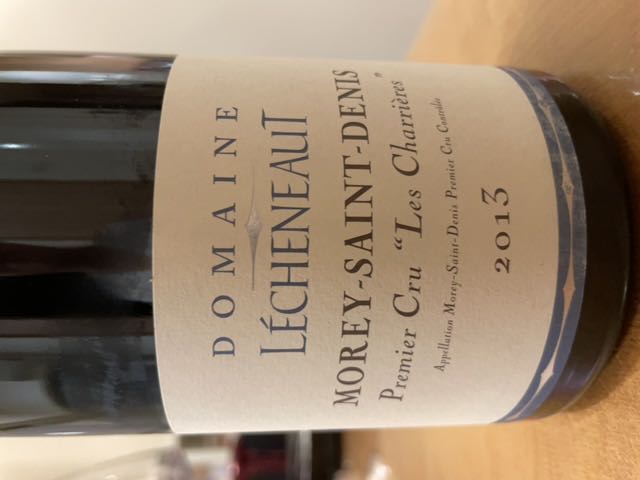 DOMAINE
LÉCHENEAUT
MOREY-SAINT-DENIS
Premier Cru “Les Charrières”
Appellation Morey-Saint-Denis Premier Cru Contrôlée
2013